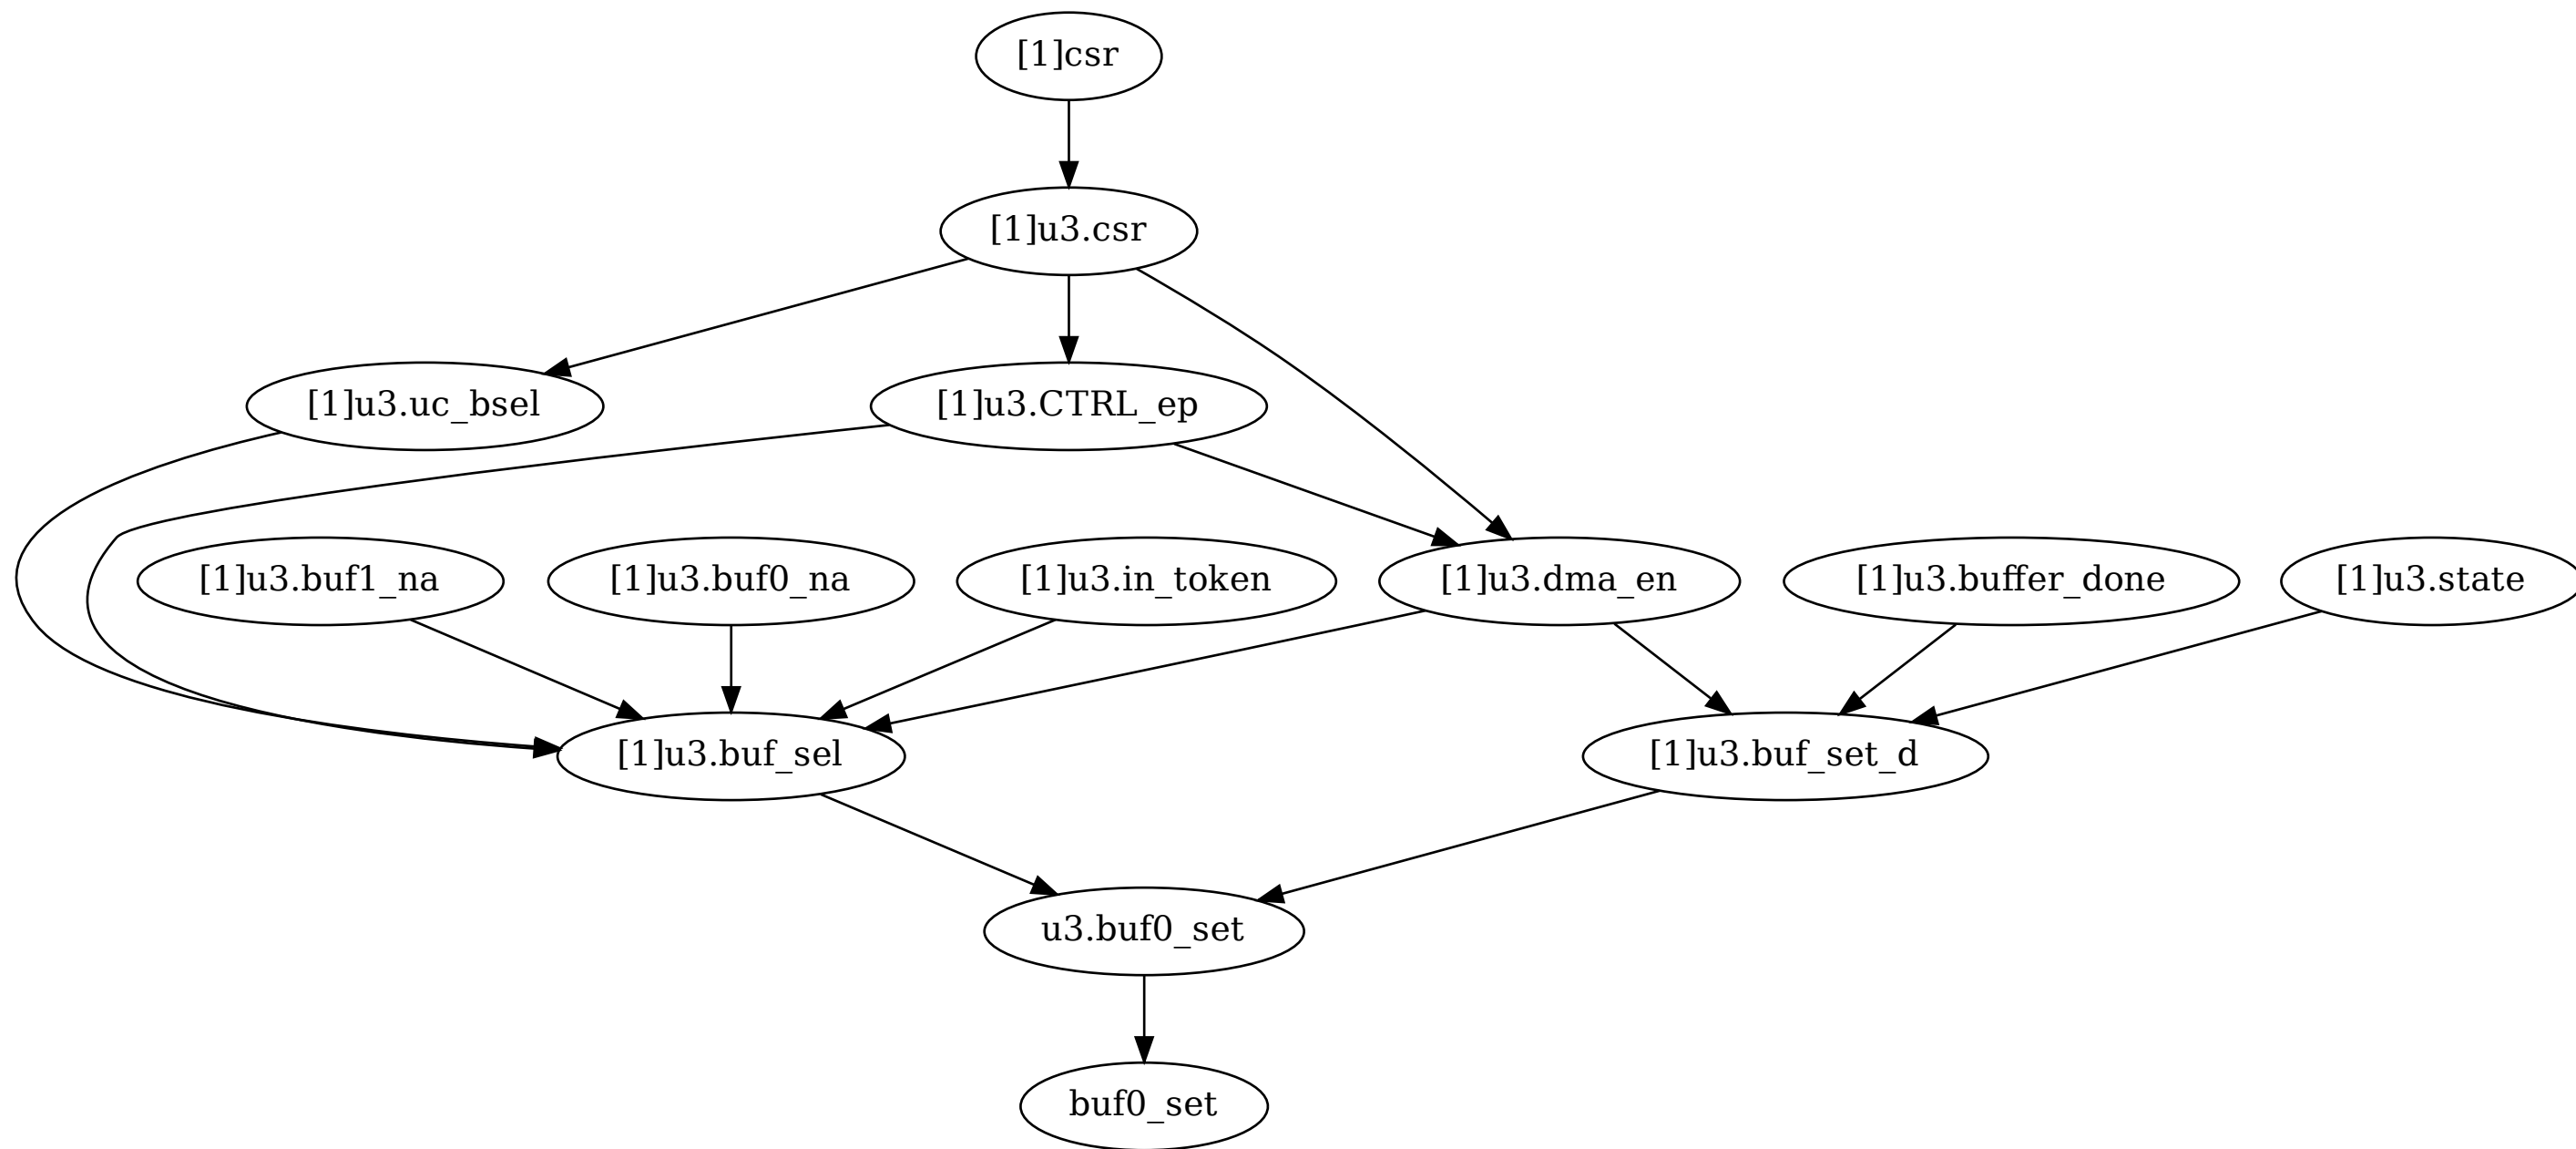 [1]csr
[1]u3.csr
[1]u3.uc_bsel
[1]u3.CTRL_ep
[1]u3.buf1_na
[1]u3.buf0_na
[1]u3.in_token
[1]u3.dma_en
[1]u3.buffer_done
[1]u3.state
[1]u3.buf_sel
[1]u3.buf_set_d
u3.buf0_set
buf0_set